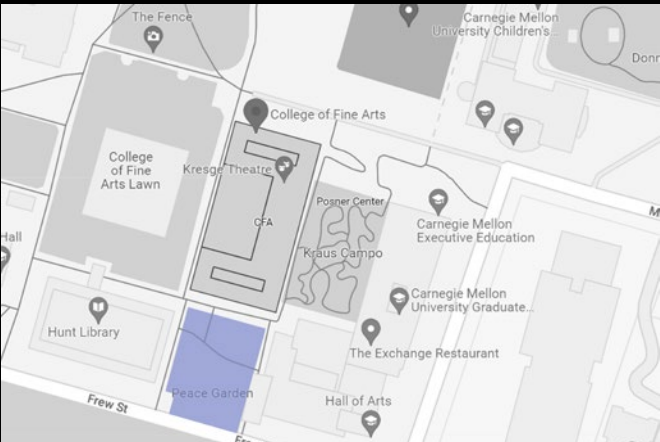 The Fence
Carnegie Mellon
University Children's...
Donn
College of Fine Arts
College
of Fine
Arts Lawn
Kresge Theatre
CFA
Posner Center
Kraus Campo
Carnegie Mellon
Executive Education
M
Hall
Hunt Library
Carnegie Mellon
University Graduate...
The Exchange Restaurant
Peace Garden
Hall of Arts
Frew St
Fre